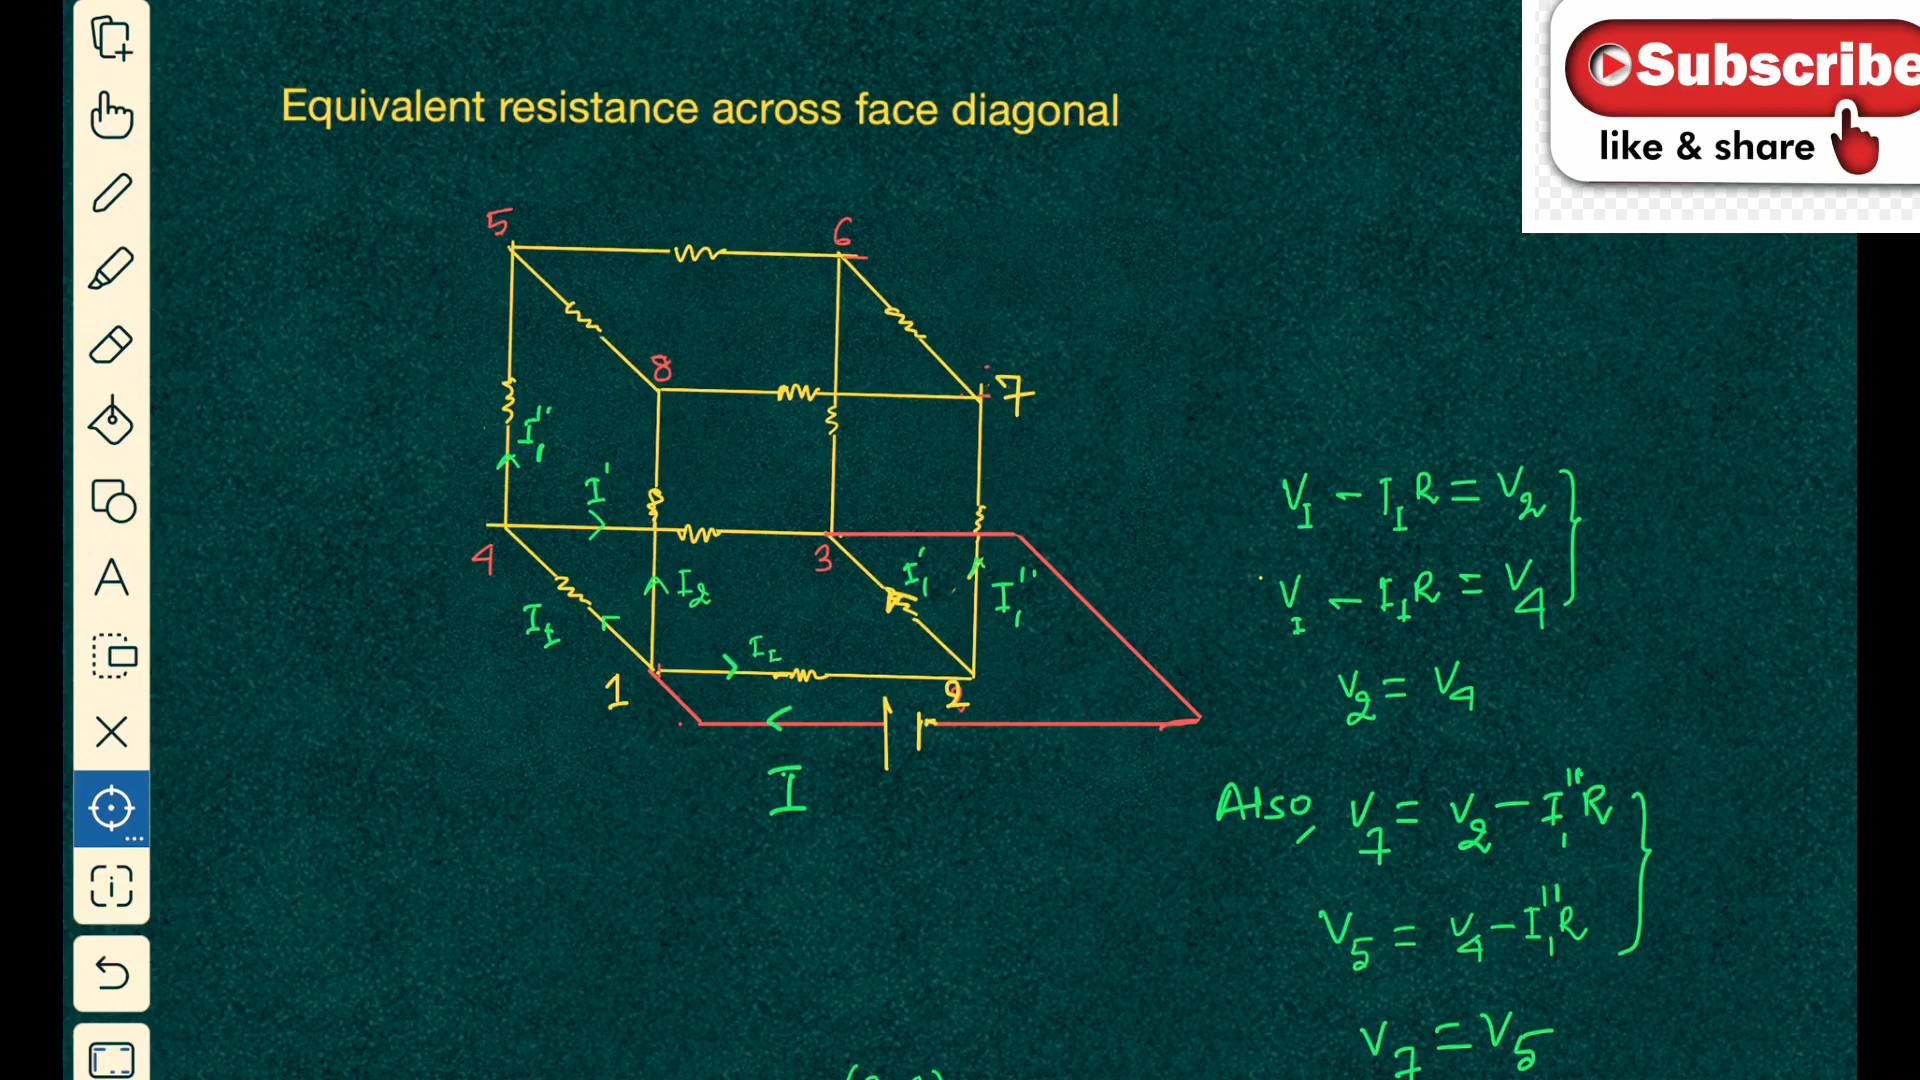 Subscribe
like & share
Equivalent resistance across face diagonal
5
6
8
7
I₁''
I'
4
3
I₁'
I₂
I₁''
I₁
I₁
1
2
I
V₁ - I₁R = V₂
V₁ - I₁R = V₄
V₂ = V₄
Also, V₇ = V₂ - I₁''R
V₅ = V₄ - I₁''R
V₇ = V₅